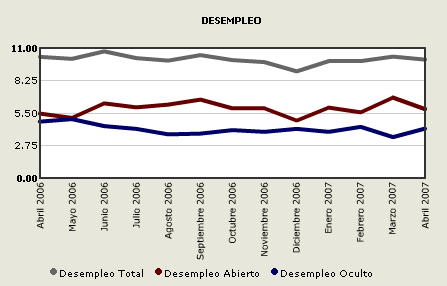 DESEMPLEO
11.00
8.25
5.50
2.75
0.00
Abril 2006
Mayo 2006
Junio 2006
Julio 2006
Agosto 2006
Septiembre 2006
Octubre 2006
Noviembre 2006
Diciembre 2006
Enero 2007
Febrero 2007
Marzo 2007
Abril 2007
Desempleo Total Desempleo Abierto Desempleo Oculto